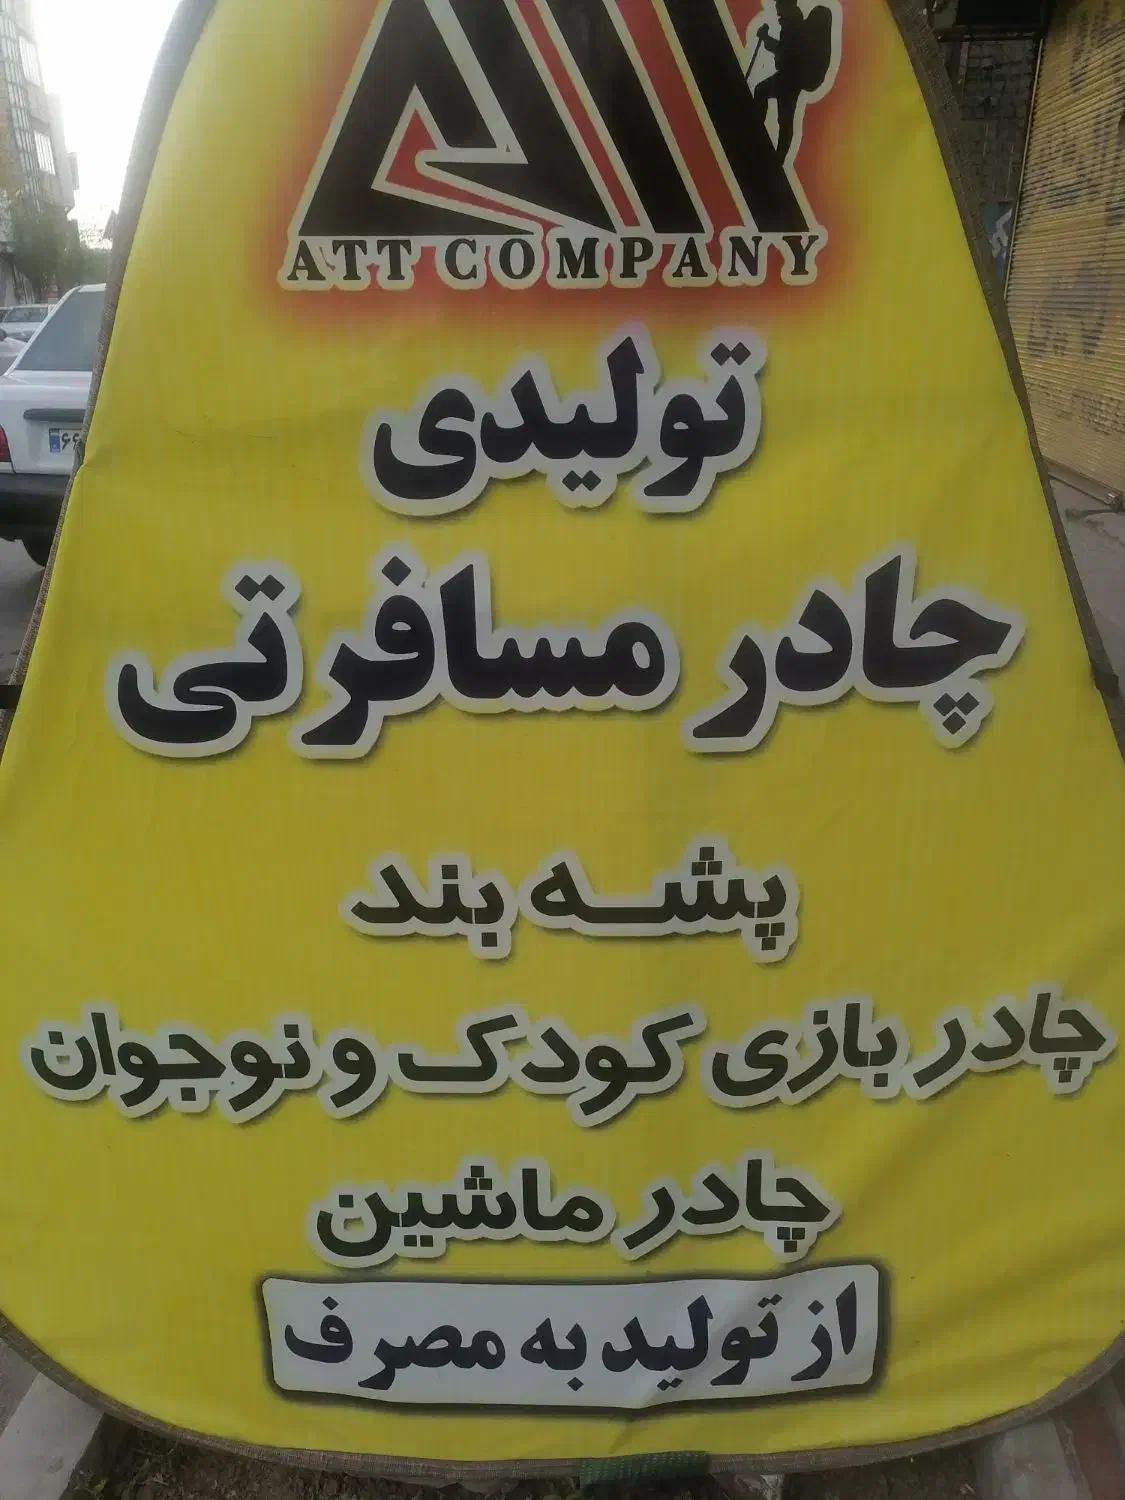 ATT COMPANY
تولیدی
چادر مسافرتی
پشه بند
چادر بازی کودک و نوجوان
چادر ماشین
از تولید به مصرف